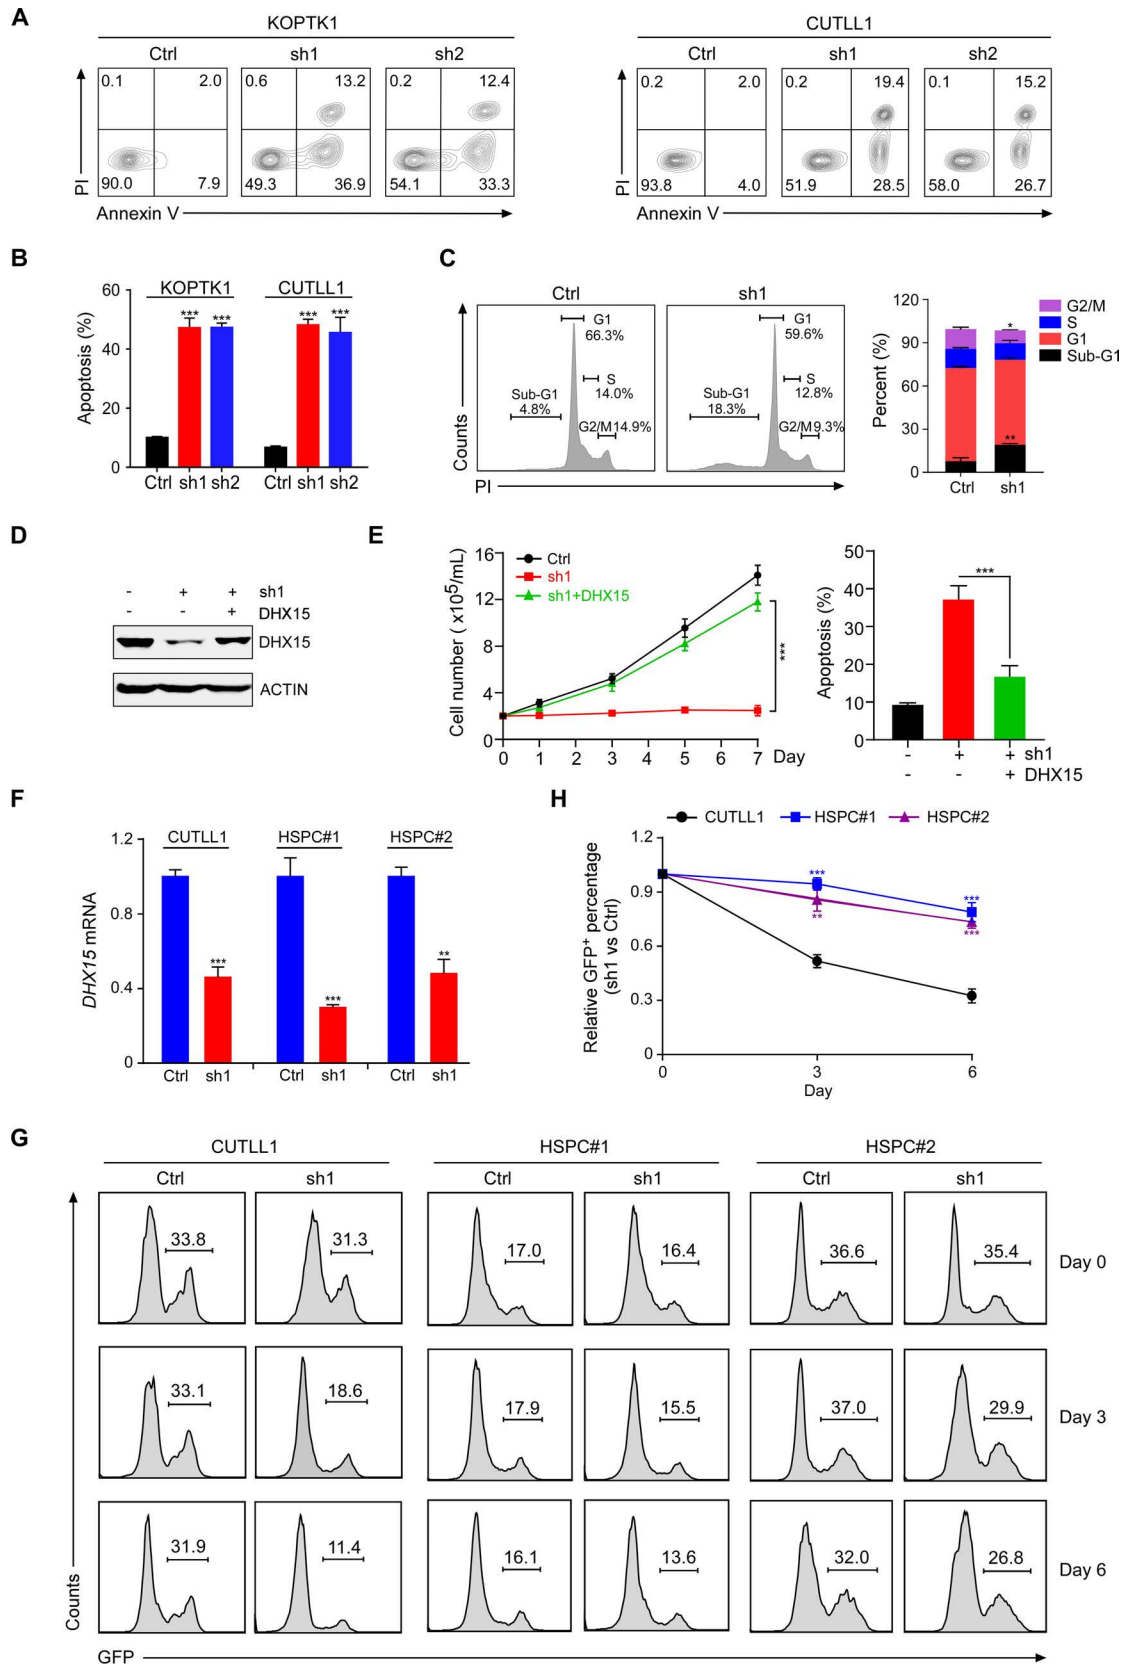 A
KOPTK1
CUTLL1
Ctrl sh1 sh2 Ctrl sh1 sh2
0.1 2.0 0.6 13.2 0.2 12.4 0.2 2.0 0.2 19.4 0.1 15.2
PI
PI
90.0 7.9 49.3 36.9 54.1 33.3 93.8 4.0 51.9 28.5 58.0 26.7
Annexin V
Annexin V
B
Apoptosis (%)
60
40
20
0
KOPTK1 CUTLL1
*** *** *** ***
Ctrl sh1 sh2 Ctrl sh1 sh2
C
Ctrl sh1
Counts
G1
66.3%
S
14.0%
Sub-G1
4.8%
G2/M 14.9%
G1
59.6%
S
12.8%
Sub-G1
18.3%
G2/M 9.3%
PI
Percent (%)
120
90
60
30
0
*
**
Ctrl sh1
G2/M
S
G1
Sub-G1
D
- + + sh1
- - + DHX15
DHX15
ACTIN
E
Cell number ( x10⁵/mL)
16
12
8
4
0
Ctrl
sh1
sh1+DHX15
***
0 1 2 3 4 5 6 7 Day
Apoptosis (%)
50
40
30
20
10
0
***
- + + sh1
- - + DHX15
F
DHX15 mRNA
1.2
0.8
0.4
0
CUTLL1 HSPC#1 HSPC#2
*** *** **
Ctrl sh1 Ctrl sh1 Ctrl sh1
H
CUTLL1 HSPC#1 HSPC#2
Relative GFP⁺ percentage
(sh1 vs Ctrl)
1.2
0.9
0.6
0.3
0
***
**
***
***
0 3 6
Day
G
CUTLL1 HSPC#1 HSPC#2
Ctrl sh1 Ctrl sh1 Ctrl sh1
33.8 31.3 17.0 16.4 36.6 35.4 Day 0
33.1 18.6 17.9 15.5 37.0 29.9 Day 3
31.9 11.4 16.1 13.6 32.0 26.8 Day 6
Counts
GFP